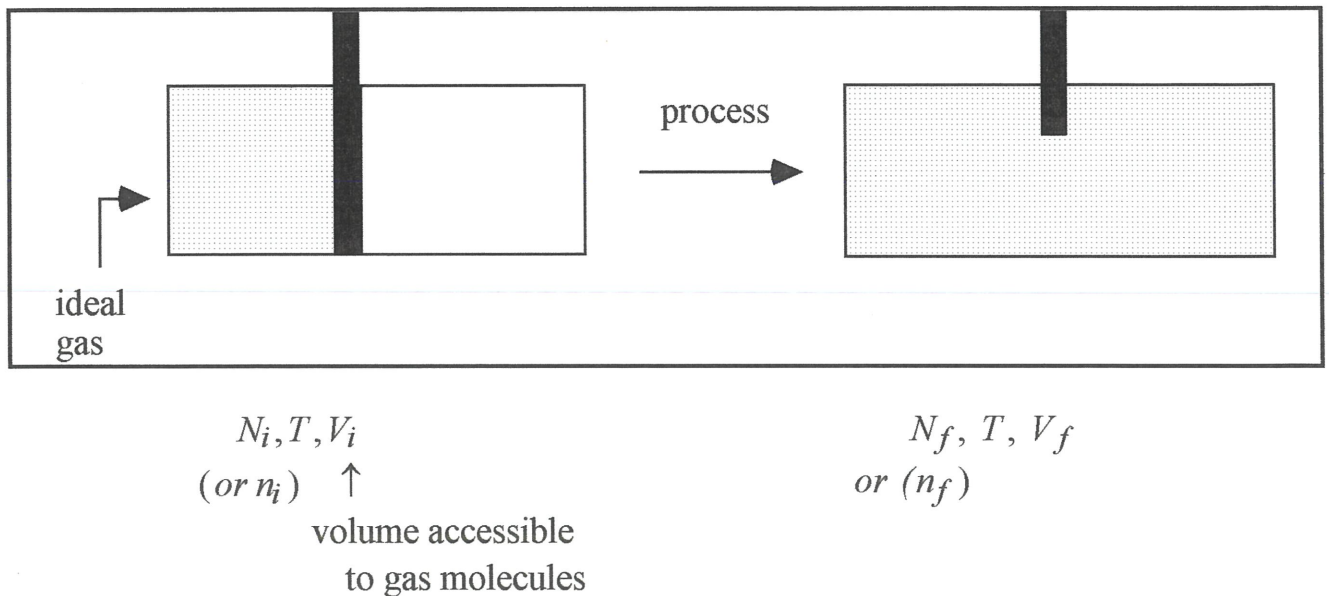 process
ideal
gas
N_i, T, V_i
(or n_i) ↑
volume accessible
to gas molecules
N_f, T, V_f
or (n_f)